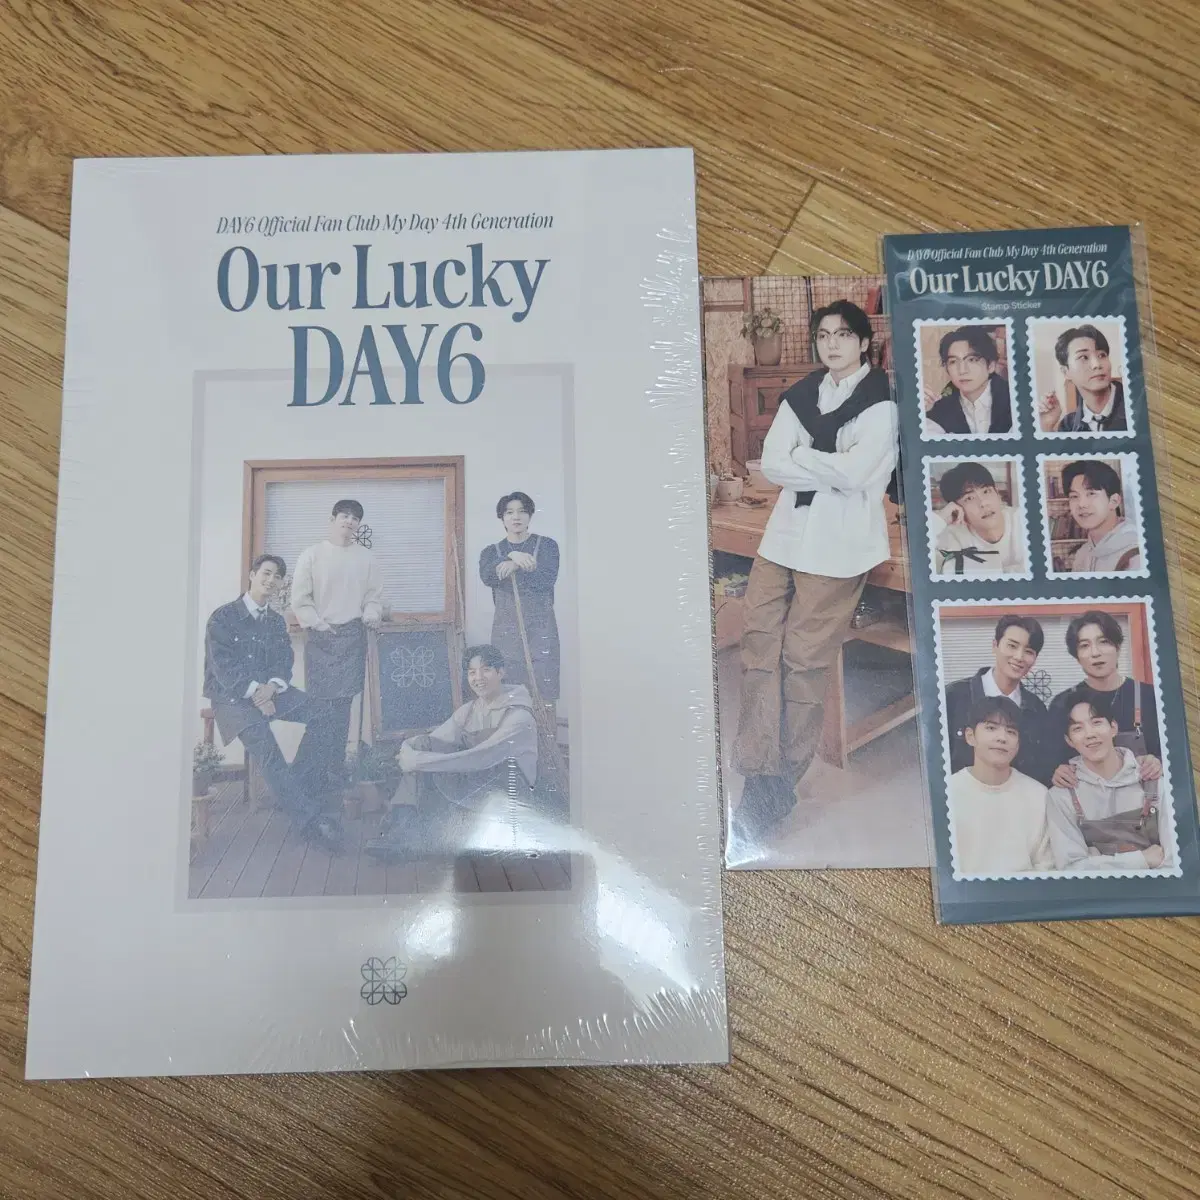 DAY6 Official Fan Club My Day 4th Generation
Our Lucky
DAY6
DAY6 Official Fan Club My Day 4th Generation
Our Lucky DAY6
Stamp Sticker